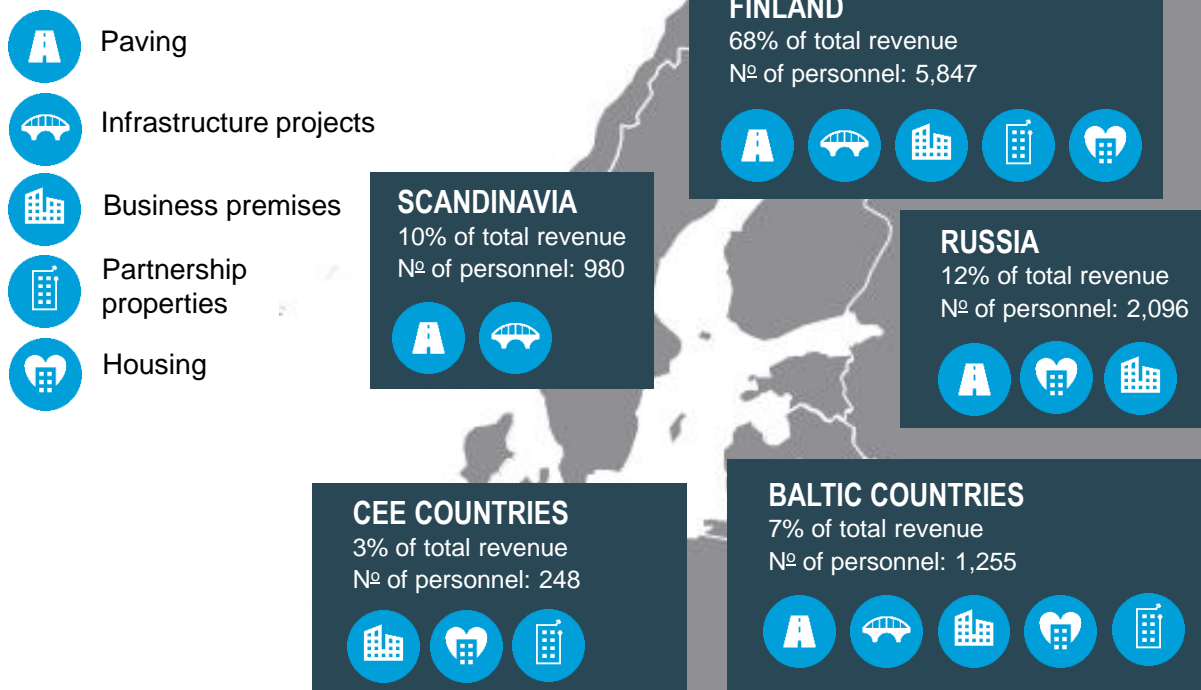 Paving
Infrastructure projects
Business premises
Partnership
properties
Housing
FINLAND
68% of total revenue
Nº of personnel: 5,847
SCANDINAVIA
10% of total revenue
Nº of personnel: 980
RUSSIA
12% of total revenue
Nº of personnel: 2,096
CEE COUNTRIES
3% of total revenue
Nº of personnel: 248
BALTIC COUNTRIES
7% of total revenue
Nº of personnel: 1,255